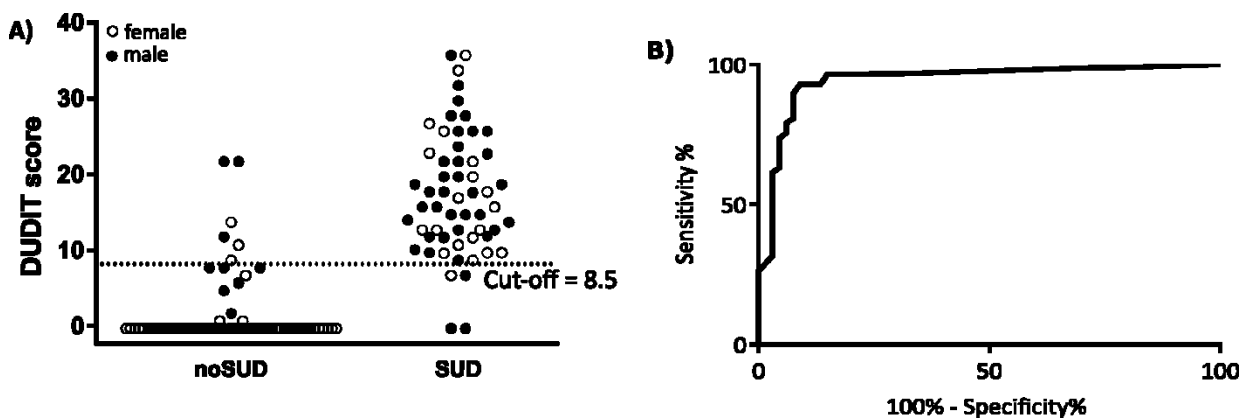 A)
DUDIT score
40
30
20
10
0
female
male
Cut-off = 8.5
noSUD
SUD
B)
Sensitivity %
100
50
0
0
50
100
100% - Specificity%